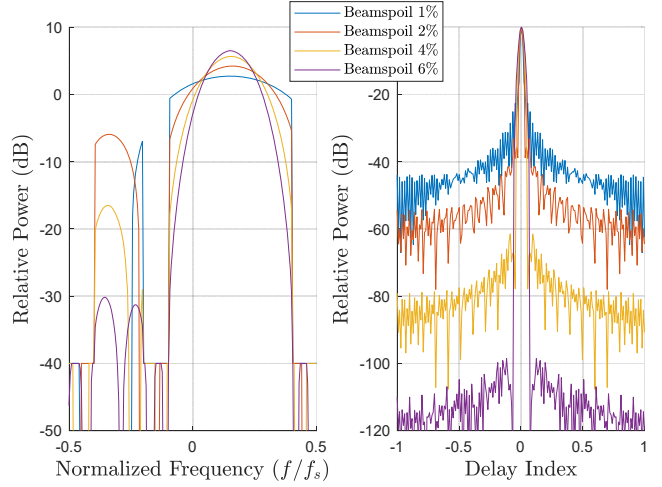 Beamspoil 1%
Beamspoil 2%
Beamspoil 4%
Beamspoil 6%
10
0
-10
-20
-30
-40
-50
-0.5
0
0.5
Relative Power (dB)
Normalized Frequency (f/fs)
-20
-40
-60
-80
-100
-120
-1
-0.5
0
0.5
1
Relative Power (dB)
Delay Index